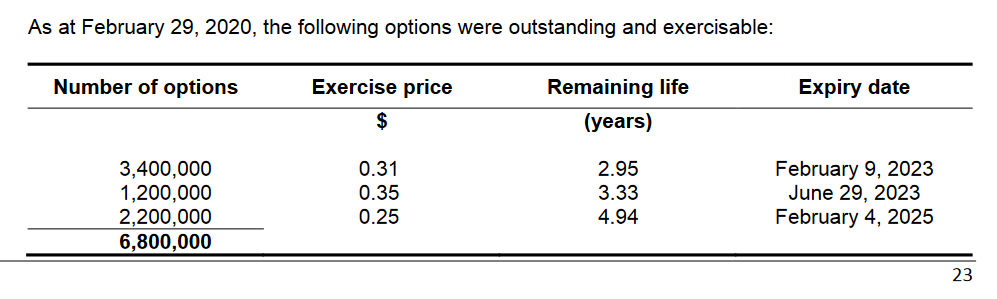 As at February 29, 2020, the following options were outstanding and exercisable:
Number of options Exercise price Remaining life Expiry date
$ (years)
3,400,000 0.31 2.95 February 9, 2023
1,200,000 0.35 3.33 June 29, 2023
2,200,000 0.25 4.94 February 4, 2025
6,800,000
23